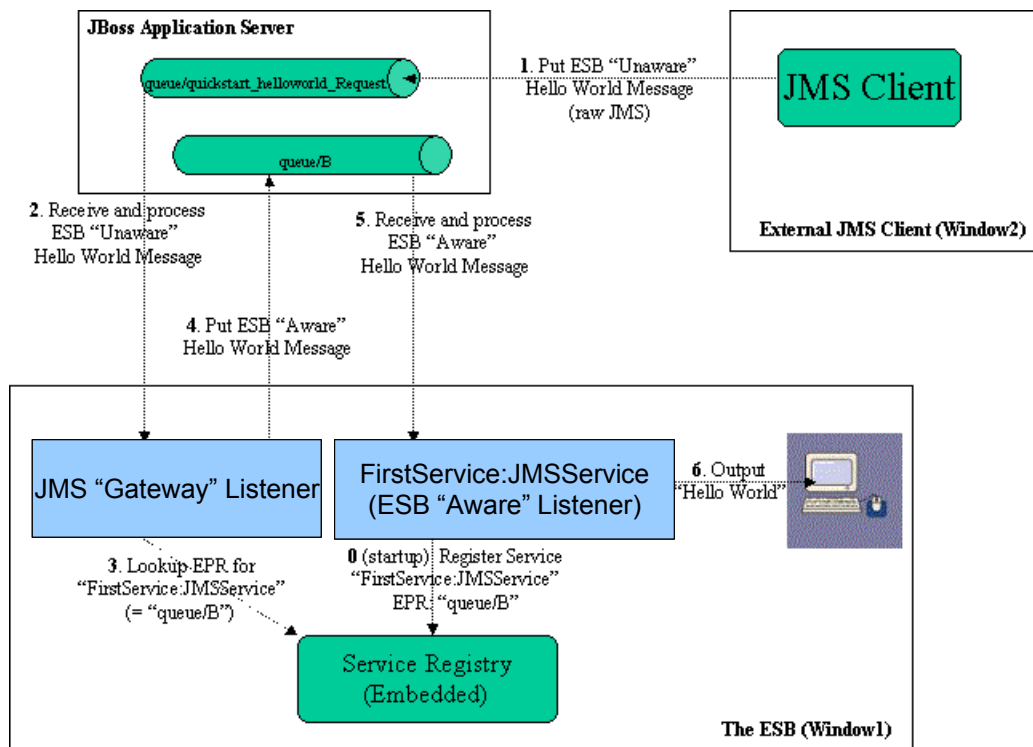 JBoss Application Server
queue/quickstart_helloworld_Request
queue/B
1. Put ESB “Unaware”
Hello World Message
(raw JMS)
JMS Client
External JMS Client (Window2)
2. Receive and process
ESB “Unaware”
Hello World Message
5. Receive and process
ESB “Aware”
Hello World Message
4. Put ESB “Aware”
Hello World Message
JMS “Gateway” Listener
FirstService:JMSService
(ESB “Aware” Listener)
6. Output
“Hello World”
3. Lookup EPR for
“FirstService:JMSService”
(= “queue/B”)
0 (startup) Register Service
“FirstService:JMSService”
EPR: “queue/B”
Service Registry
(Embedded)
The ESB (Window1)